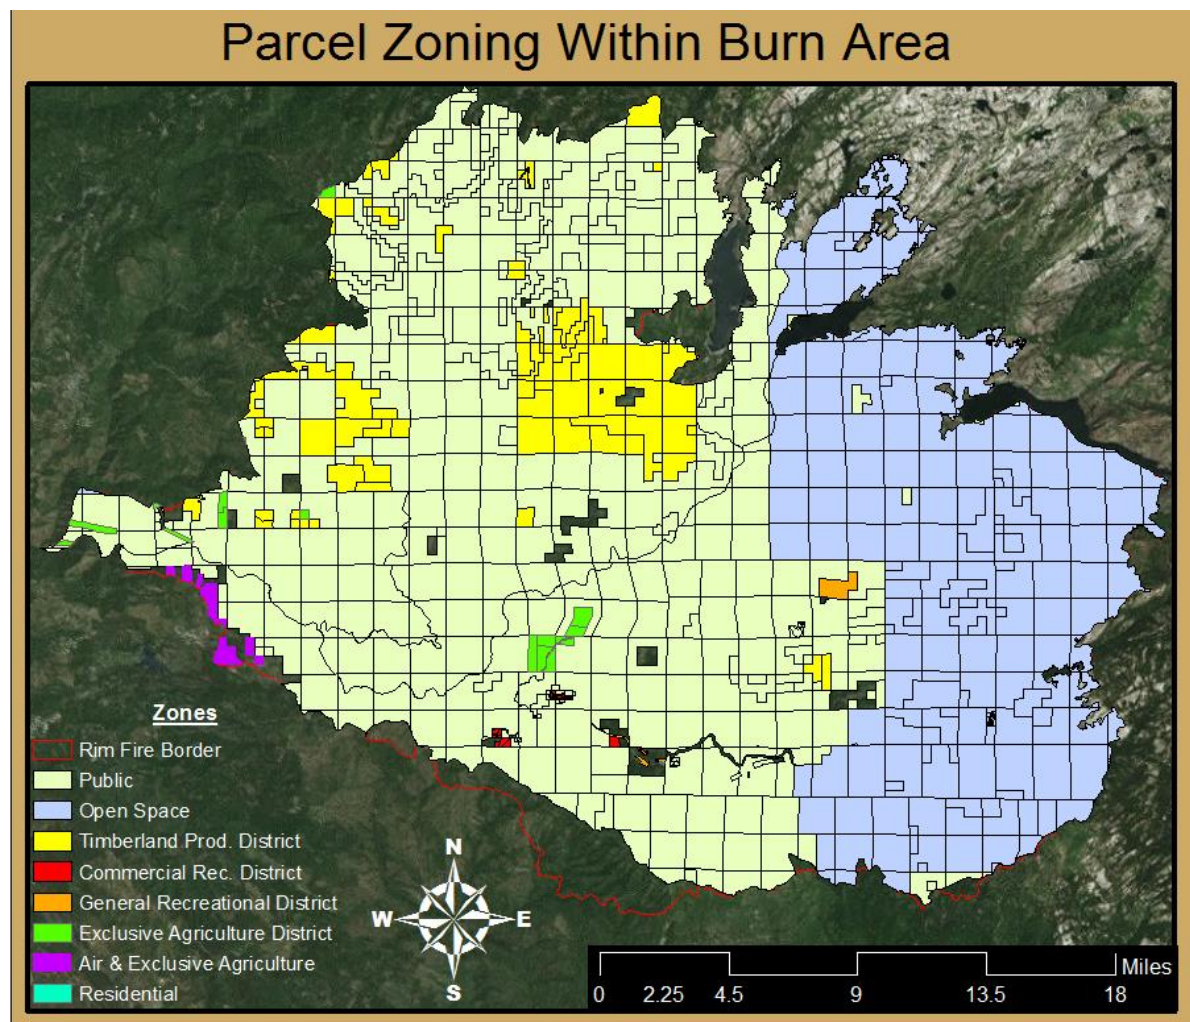 Parcel Zoning Within Burn Area
Zones
Rim Fire Border
Public
Open Space
Timberland Prod. District
Commercial Rec. District
General Recreational District
Exclusive Agriculture District
Air & Exclusive Agriculture
Residential
N
W E
S
Miles
0 2.25 4.5 9 13.5 18